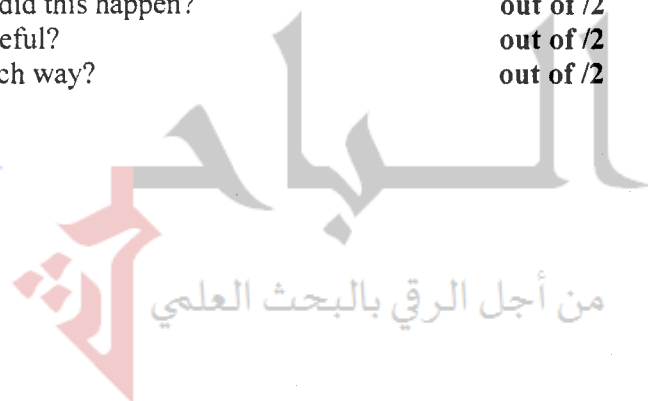 did this happen? out of /2
eful? out of /2
ch way? out of /2
الباحث
من أجل الرقي بالبحث العلمي